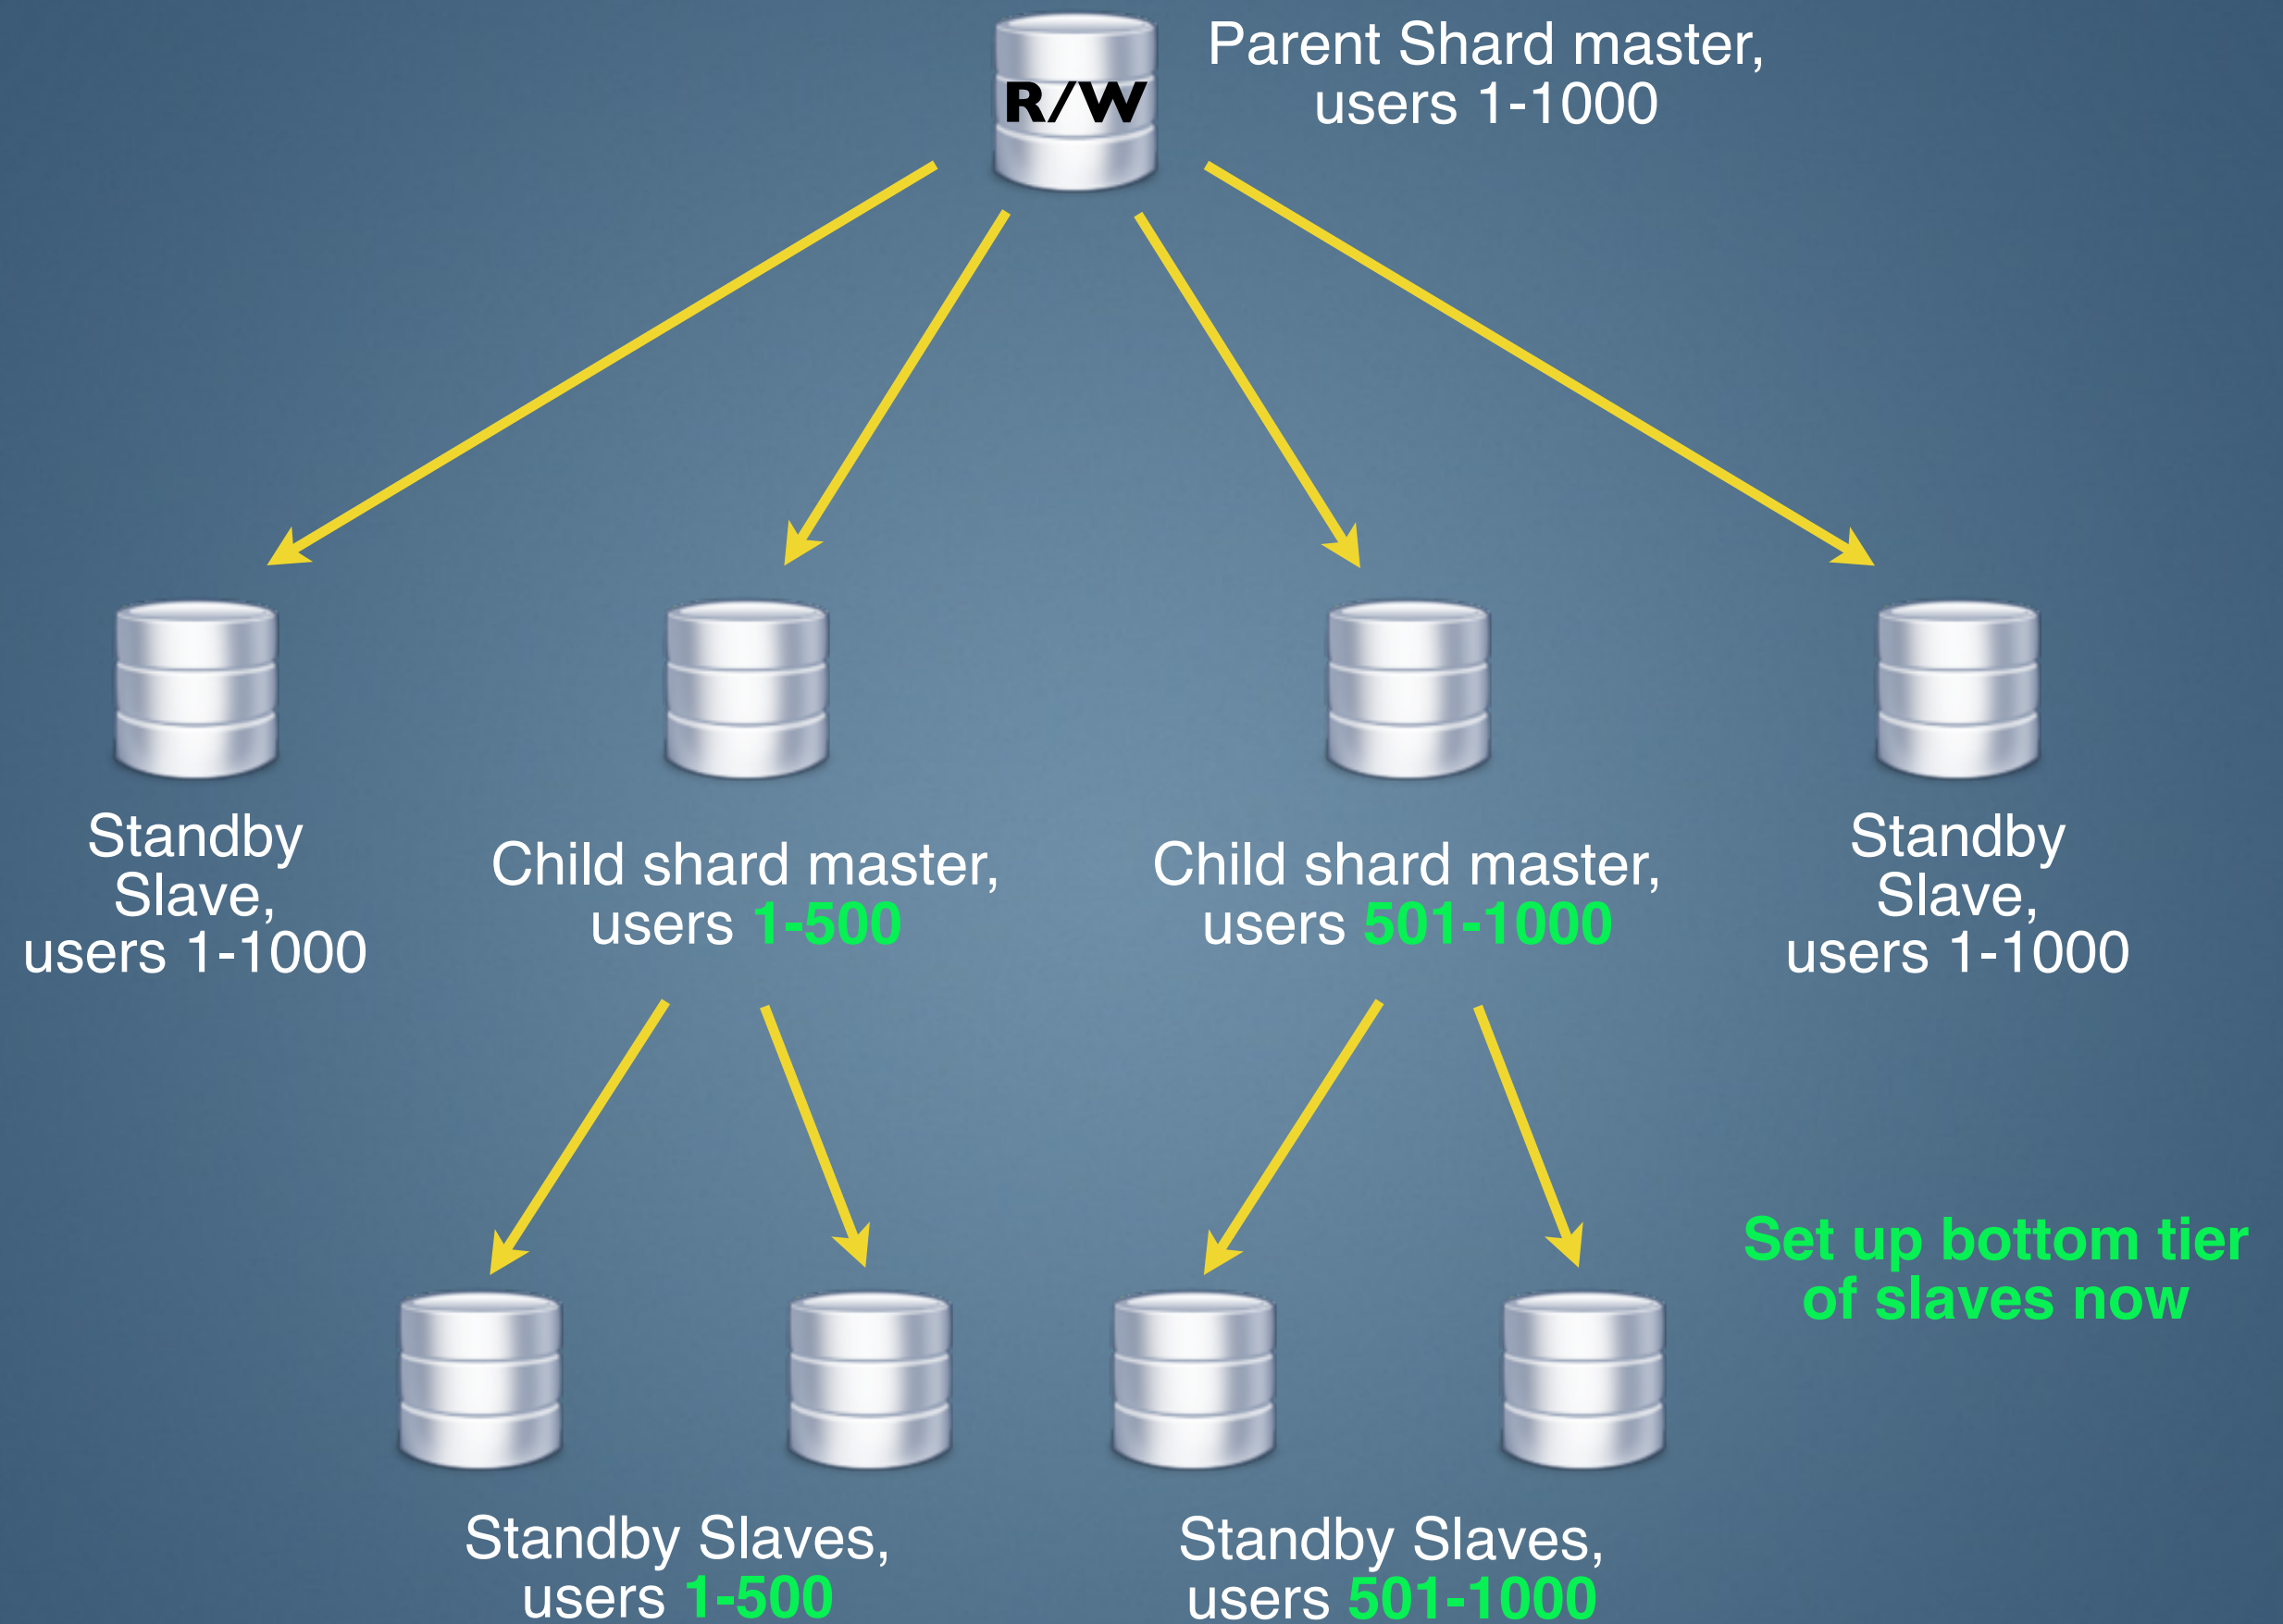 Parent Shard master,
users 1-1000
R/W
Standby
Slave,
users 1-1000
Child shard master,
users 1-500
Child shard master,
users 501-1000
Standby
Slave,
users 1-1000
Set up bottom tier
of slaves now
Standby Slaves,
users 1-500
Standby Slaves,
users 501-1000